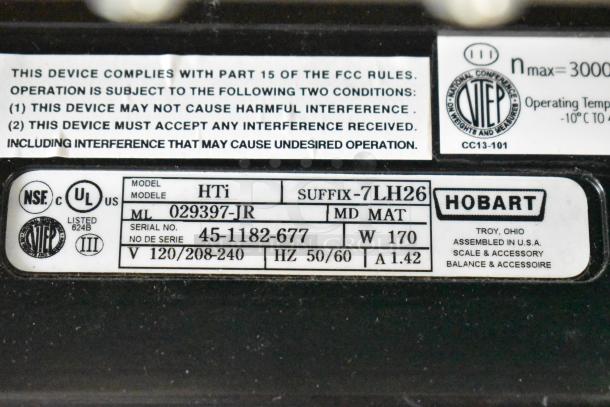 THIS DEVICE COMPLIES WITH PART 15 OF THE FCC RULES.
OPERATION IS SUBJECT TO THE FOLLOWING TWO CONDITIONS:
(1) THIS DEVICE MAY NOT CAUSE HARMFUL INTERFERENCE.
(2) THIS DEVICE MUST ACCEPT ANY INTERFERENCE RECEIVED.
INCLUDING INTERFERENCE THAT MAY CAUSE UNDESIRED OPERATION.
III
nmax=3000
NATIONAL CONFERENCE
NTEP
ON WEIGHTS AND MEASURES
CC13-101
Operating Temp
-10°C TO
NSF
C UL US
LISTED
624B
NTEP
III
MODEL
MODELE
HTi
SUFFIX-7LH26
ML 029397-JR
MD MAT
SERIAL NO.
NO DE SERIE
45-1182-677
W 170
V 120/208-240
HZ 50/60
A 1.42
HOBART
TROY, OHIO
ASSEMBLED IN U.S.A.
SCALE & ACCESSORY
BALANCE & ACCESSOIRE